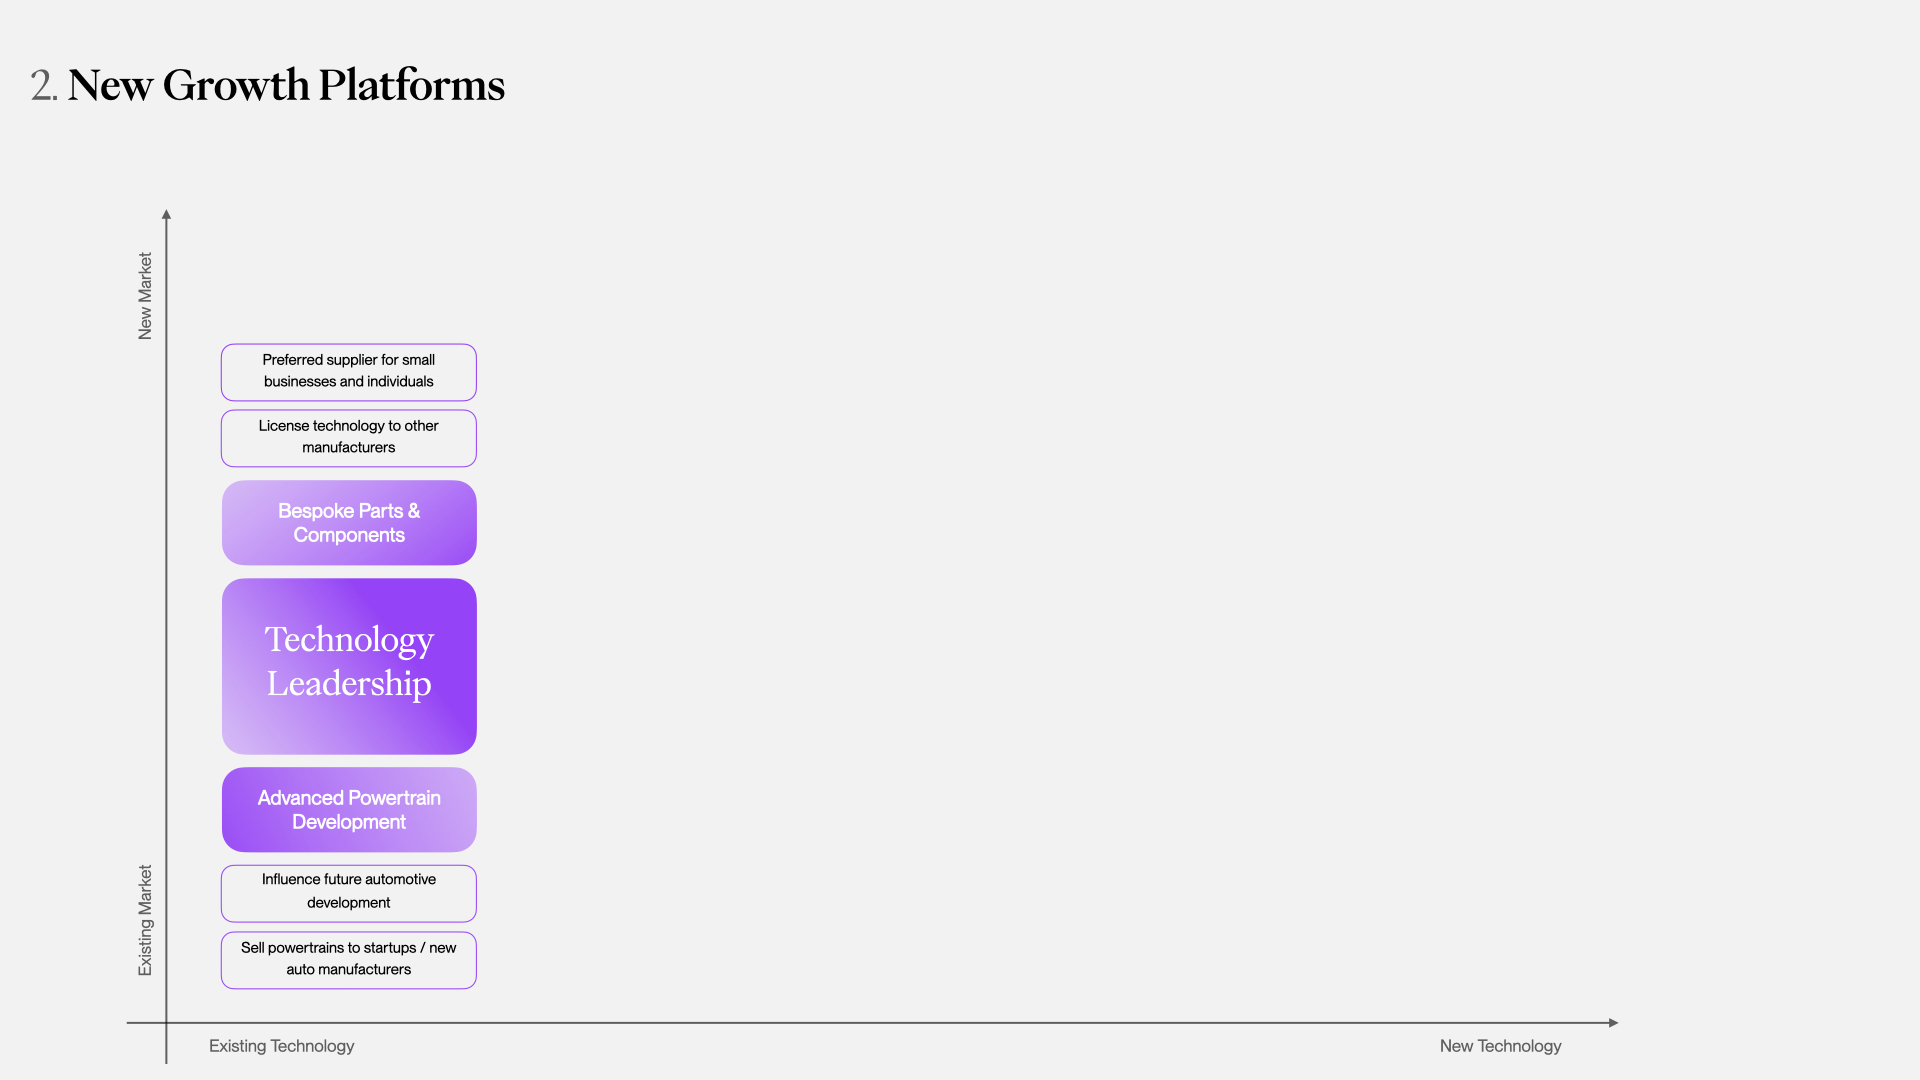 2. New Growth Platforms
New Market
Preferred supplier for small
businesses and individuals
License technology to other
manufacturers
Bespoke Parts &
Components
Technology
Leadership
Advanced Powertrain
Development
Existing Market
Influence future automotive
development
Sell powertrains to startups / new
auto manufacturers
Existing Technology
New Technology